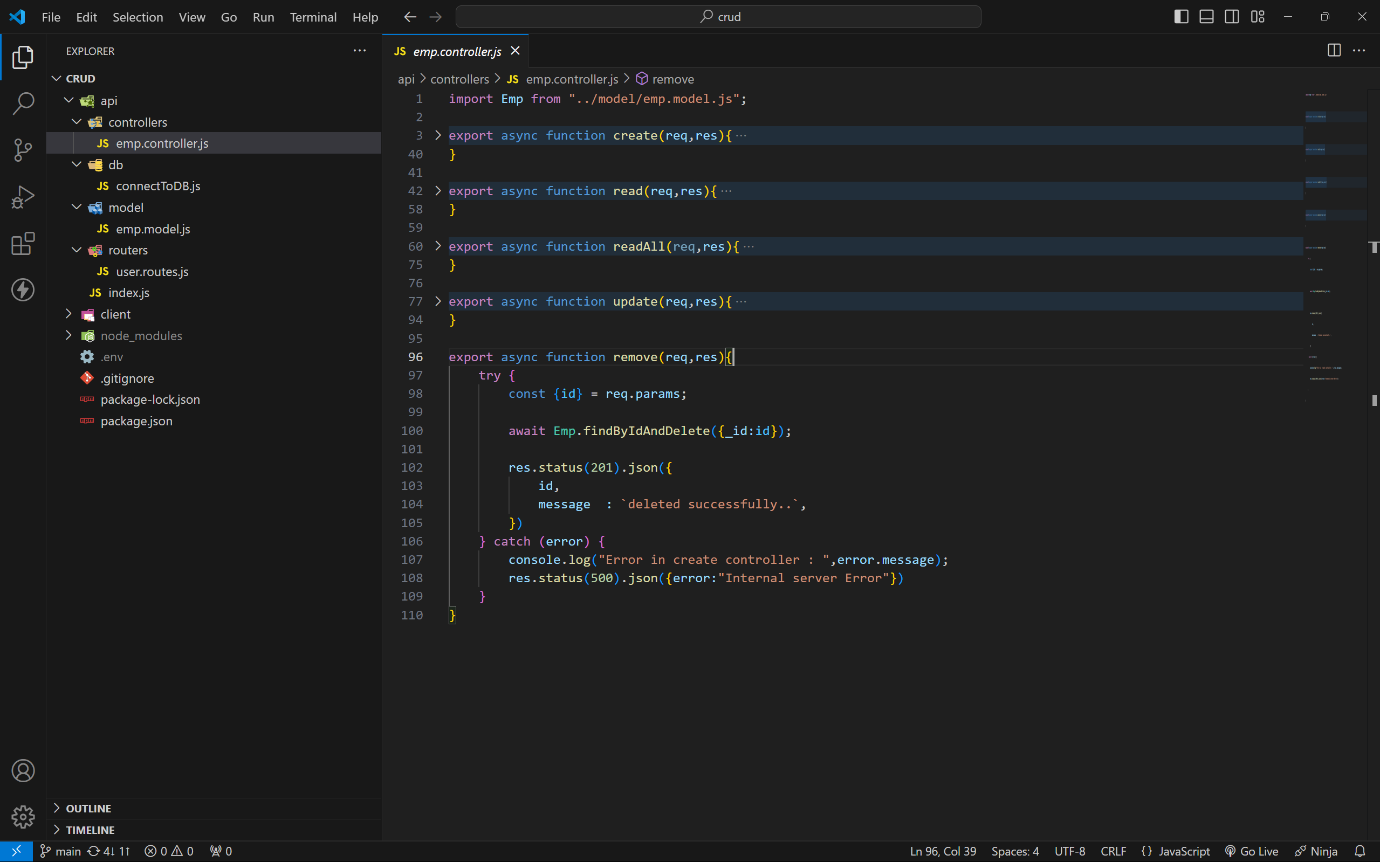 File Edit Selection View Go Run Terminal Help
crud
EXPLORER
CRUD
api
controllers
JS emp.controller.js
db
JS connectToDB.js
model
JS emp.model.js
routers
JS user.routes.js
JS index.js
client
node_modules
.env
.gitignore
package-lock.json
package.json
OUTLINE
TIMELINE
JS emp.controller.js
api > controllers > JS emp.controller.js > remove
1 import Emp from "../model/emp.model.js";
2
3 export async function create(req,res){ ···
40 }
41
42 export async function read(req,res){ ···
58 }
59
60 export async function readAll(req,res){ ···
75 }
76
77 export async function update(req,res){ ···
94 }
95
96 export async function remove(req,res){
97 try {
98 const {id} = req.params;
99
100 await Emp.findByIdAndDelete({_id:id});
101
102 res.status(201).json({
103 id,
104 message : `deleted successfully..`,
105 })
106 } catch (error) {
107 console.log("Error in create controller : ",error.message);
108 res.status(500).json({error:"Internal server Error"})
109 }
110 }
main 4↓ 1↑ 0 0 0
Ln 96, Col 39 Spaces: 4 UTF-8 CRLF {} JavaScript Go Live Ninja